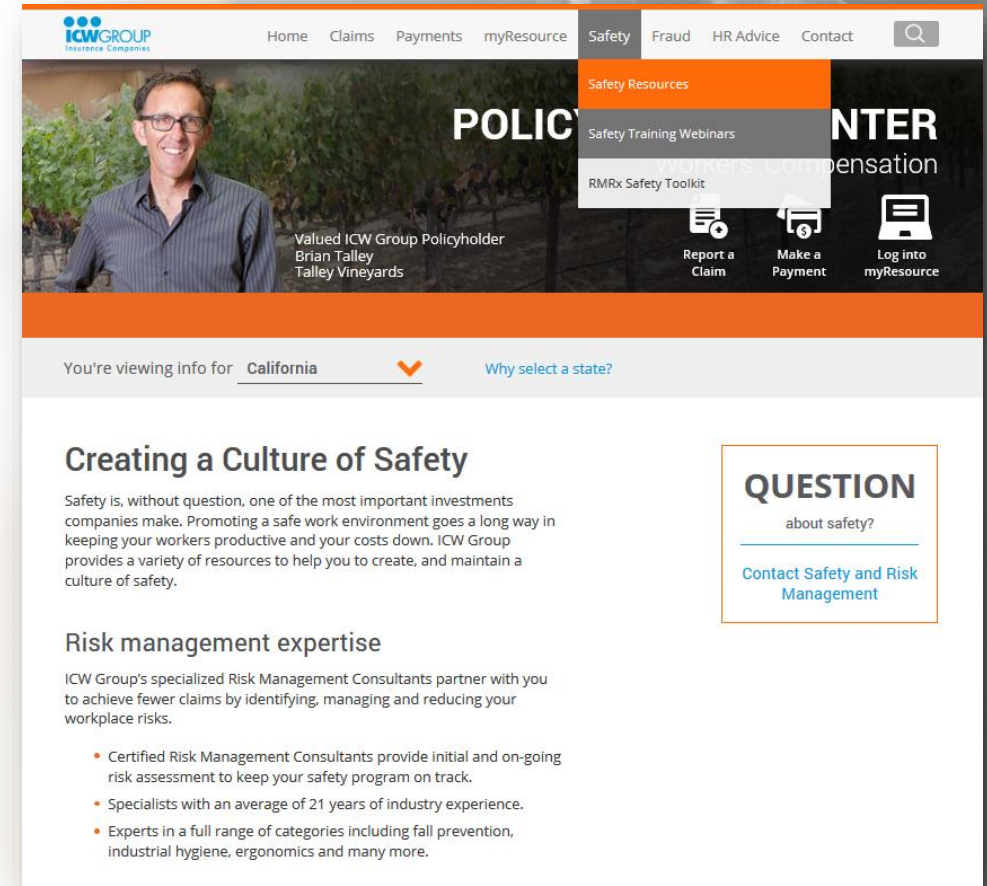 ICWGROUP
Insurance Companies
Home Claims Payments myResource Safety Fraud HR Advice Contact
Safety Resources
Safety Training Webinars
RMRx Safety Toolkit
POLIC
NTER
Workers' Compensation
Valued ICW Group Policyholder
Brian Talley
Talley Vineyards
Report a
Claim
Make a
Payment
Log into
myResource
You're viewing info for California
Why select a state?
Creating a Culture of Safety
Safety is, without question, one of the most important investments
companies make. Promoting a safe work environment goes a long way in
keeping your workers productive and your costs down. ICW Group
provides a variety of resources to help you to create, and maintain a
culture of safety.
QUESTION
about safety?
Contact Safety and Risk
Management
Risk management expertise
ICW Group's specialized Risk Management Consultants partner with you
to achieve fewer claims by identifying, managing and reducing your
workplace risks.
• Certified Risk Management Consultants provide initial and on-going
risk assessment to keep your safety program on track.
• Specialists with an average of 21 years of industry experience.
• Experts in a full range of categories including fall prevention,
industrial hygiene, ergonomics and many more.